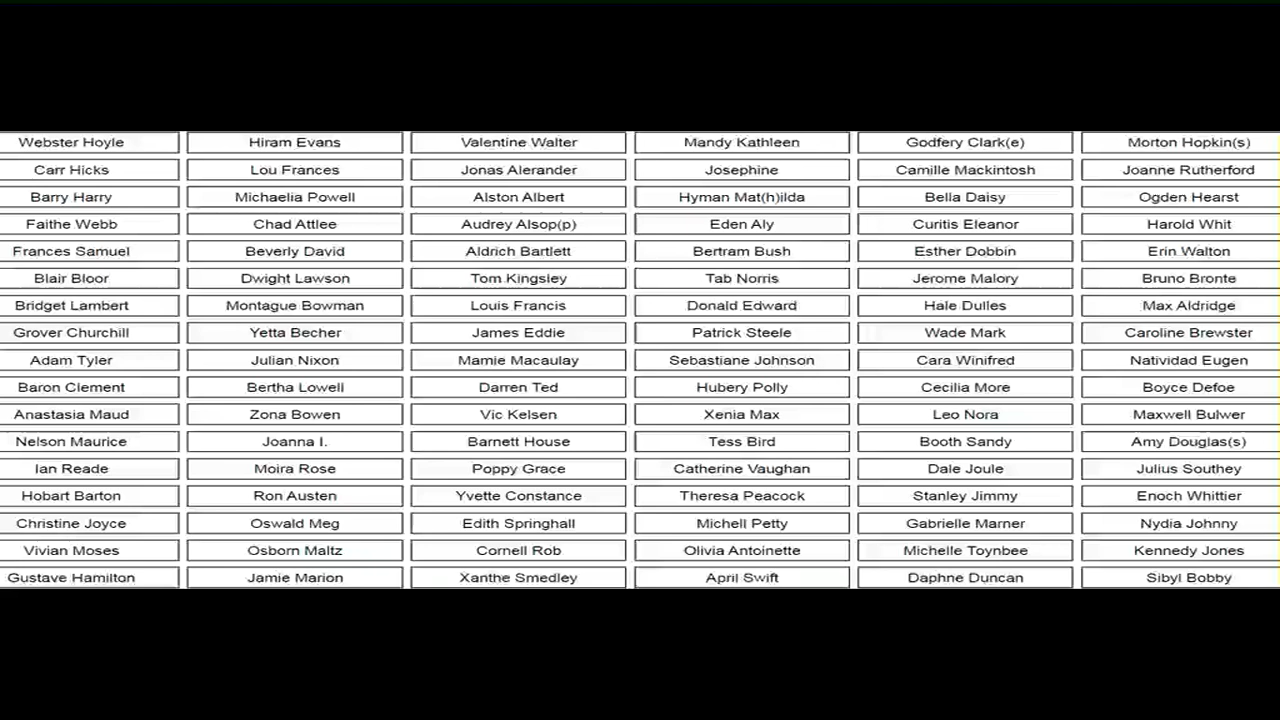 Webster Hoyle Hiram Evans Valentine Walter Mandy Kathleen Godfery Clark(e) Morton Hopkin(s)
Carr Hicks Lou Frances Jonas Alerander Josephine Camille Mackintosh Joanne Rutherford
Barry Harry Michaelia Powell Alston Albert Hyman Mat(h)ilda Bella Daisy Ogden Hearst
Faithe Webb Chad Attlee Audrey Alsop(p) Eden Aly Curitis Eleanor Harold Whit
Frances Samuel Beverly David Aldrich Bartlett Bertram Bush Esther Dobbin Erin Walton
Blair Bloor Dwight Lawson Tom Kingsley Tab Norris Jerome Malory Bruno Bronte
Bridget Lambert Montague Bowman Louis Francis Donald Edward Hale Dulles Max Aldridge
Grover Churchill Yetta Becher James Eddie Patrick Steele Wade Mark Caroline Brewster
Adam Tyler Julian Nixon Mamie Macaulay Sebastiane Johnson Cara Winifred Natividad Eugen
Baron Clement Bertha Lowell Darren Ted Hubery Polly Cecilia More Boyce Defoe
Anastasia Maud Zona Bowen Vic Kelsen Xenia Max Leo Nora Maxwell Bulwer
Nelson Maurice Joanna I. Barnett House Tess Bird Booth Sandy Amy Douglas(s)
Ian Reade Moira Rose Poppy Grace Catherine Vaughan Dale Joule Julius Southey
Hobart Barton Ron Austen Yvette Constance Theresa Peacock Stanley Jimmy Enoch Whittier
Christine Joyce Oswald Meg Edith Springhall Michell Petty Gabrielle Marner Nydia Johnny
Vivian Moses Osborn Maltz Cornell Rob Olivia Antoinette Michelle Toynbee Kennedy Jones
Gustave Hamilton Jamie Marion Xanthe Smedley April Swift Daphne Duncan Sibyl Bobby